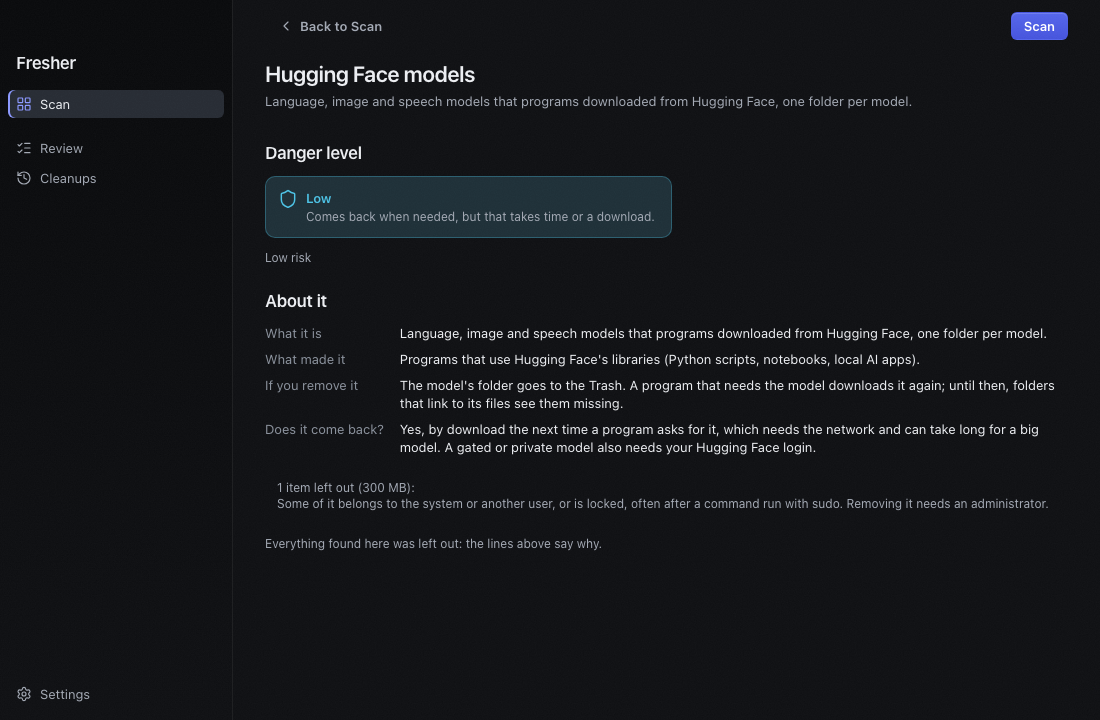 Back to Scan
Scan
Fresher
Scan
Review
Cleanups
Settings
Hugging Face models
Language, image and speech models that programs downloaded from Hugging Face, one folder per model.
Danger level
Low
Comes back when needed, but that takes time or a download.
Low risk
About it
What it is
Language, image and speech models that programs downloaded from Hugging Face, one folder per model.
What made it
Programs that use Hugging Face's libraries (Python scripts, notebooks, local AI apps).
If you remove it
The model's folder goes to the Trash. A program that needs the model downloads it again; until then, folders
that link to its files see them missing.
Does it come back?
Yes, by download the next time a program asks for it, which needs the network and can take long for a big
model. A gated or private model also needs your Hugging Face login.
1 item left out (300 MB):
Some of it belongs to the system or another user, or is locked, often after a command run with sudo. Removing it needs an administrator.
Everything found here was left out: the lines above say why.